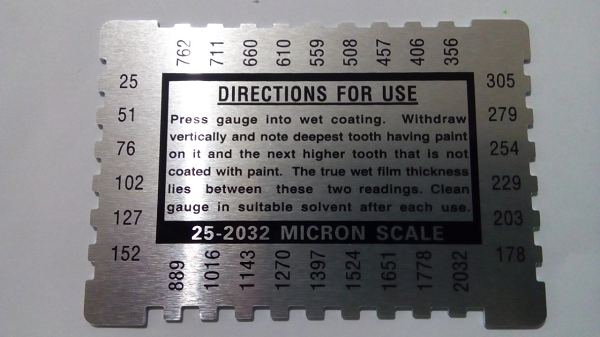 762 711 660 610 559 508 457 406 356
25 305
51 279
76 254
102 229
127 203
152 178
DIRECTIONS FOR USE
Press gauge into wet coating. Withdraw
vertically and note deepest tooth having paint
on it and the next higher tooth that is not
coated with paint. The true wet film thickness
lies between these two readings. Clean
gauge in suitable solvent after each use.
25-2032 MICRON SCALE
889 1016 1143 1270 1397 1524 1651 1778 2032